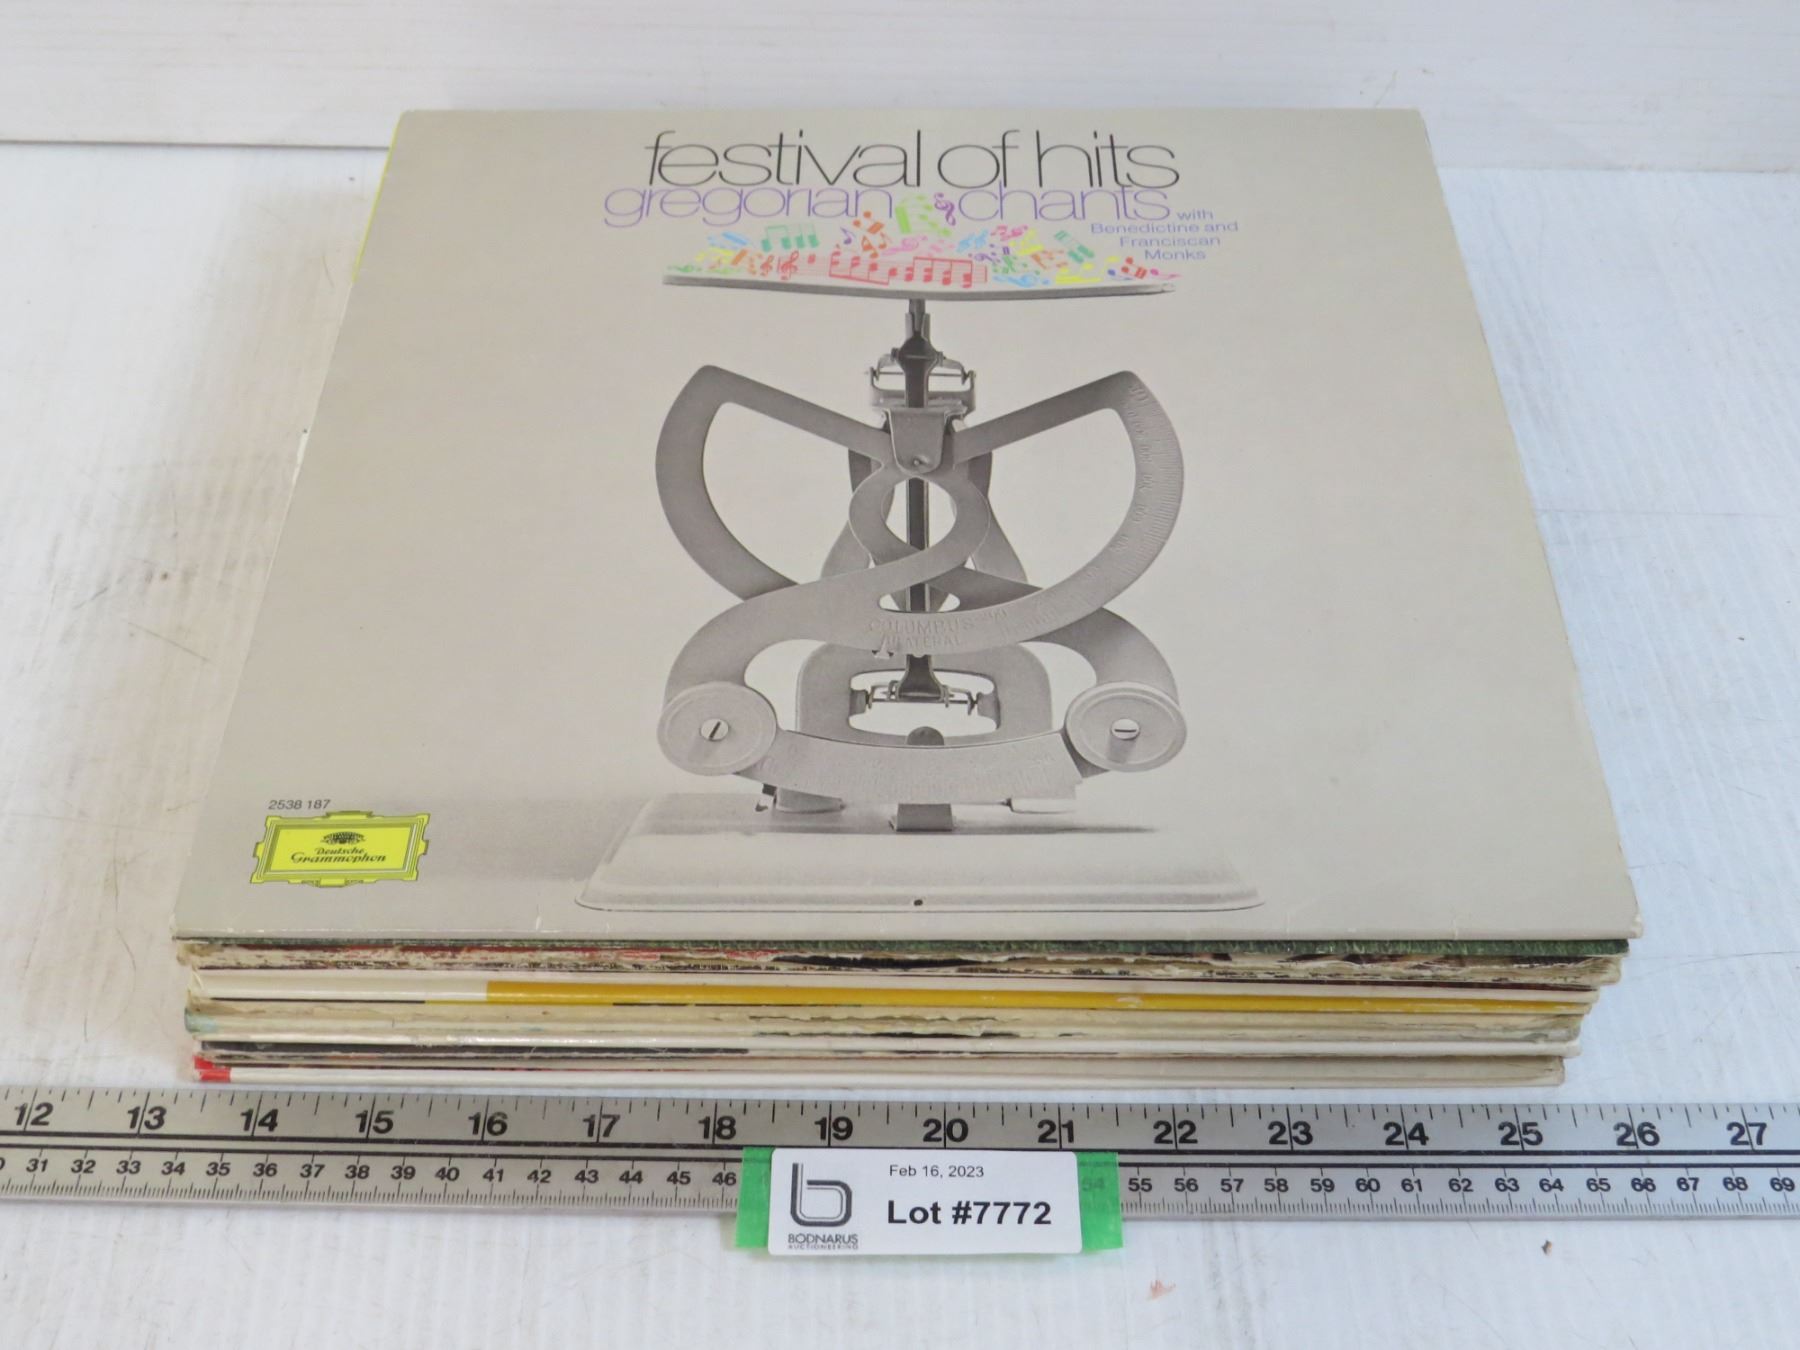 festival of hits
gregorian & chants with
Benedictine and
Franciscan
Monks
COLUMBUS
BILATERAL
2538 187
Deutsche
Grammophon
12 13 14 15 16 17 18 19 20 21 22 23 24 25 26 27
31 32 33 34 35 36 37 38 39 40 41 42 43 44 45 46 54 55 56 57 58 59 60 61 62 63 64 65 66 67 68 69
Feb 16, 2023
Lot #7772
BODNARUS
AUCTIONEERING